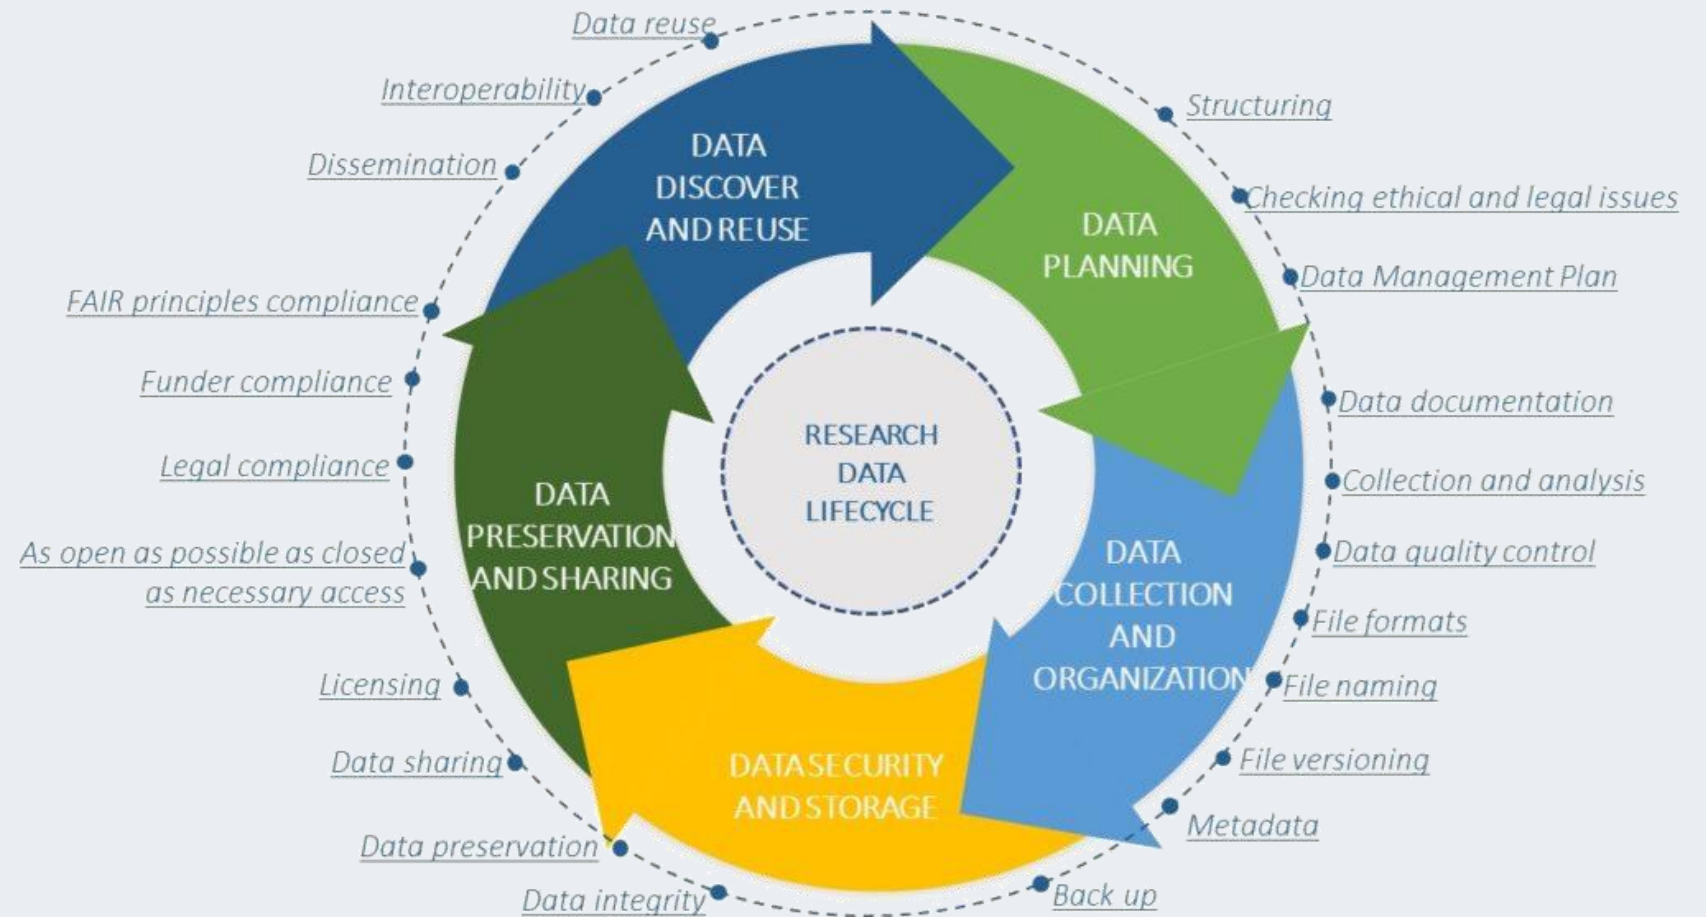 Data reuse
Interoperability
Dissemination
FAIR principles compliance
Funder compliance
Legal compliance
As open as possible as closed
as necessary access
Licensing
Data sharing
Data preservation
Data integrity
Back up
Metadata
File versioning
File naming
File formats
Data quality control
Collection and analysis
Data documentation
Data Management Plan
Checking ethical and legal issues
Structuring
DATA
DISCOVER
AND REUSE
DATA
PLANNING
DATA
COLLECTION
AND
ORGANIZATION
DATA SECURITY
AND STORAGE
DATA
PRESERVATION
AND SHARING
RESEARCH
DATA
LIFECYCLE